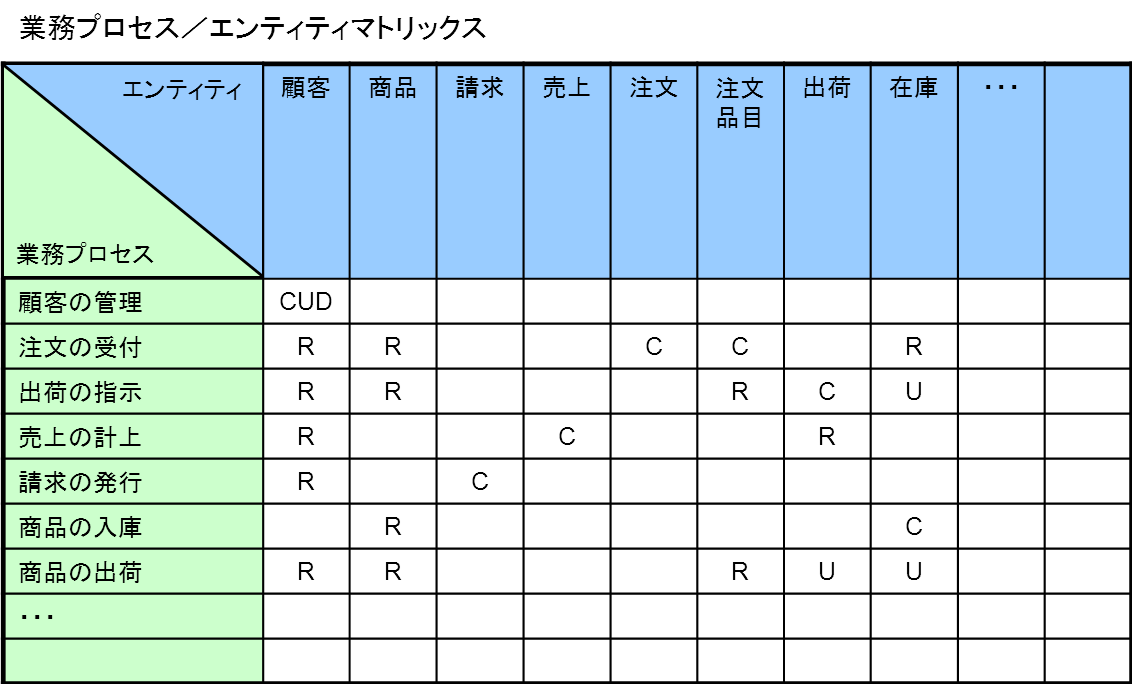 業務プロセス／エンティティマトリックス
エンティティ 顧客 商品 請求 売上 注文 注文 出荷 在庫 ・・・
品目
業務プロセス
顧客の管理 CUD
注文の受付 R R C C R
出荷の指示 R R R C U
売上の計上 R C R
請求の発行 R C
商品の入庫 R C
商品の出荷 R R R U U
・・・